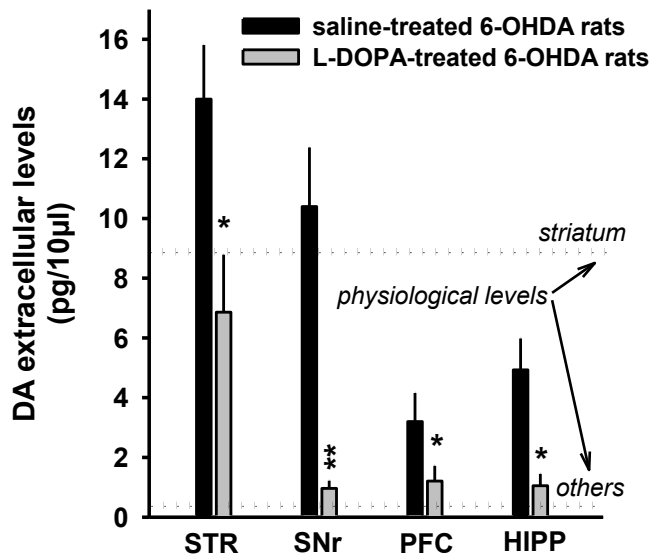 saline-treated 6-OHDA rats
L-DOPA-treated 6-OHDA rats
DA extracellular levels
(pg/10µl)
16
14
12
10
8
6
4
2
0
*
**
*
*
striatum
physiological levels
others
STR
SNr
PFC
HIPP